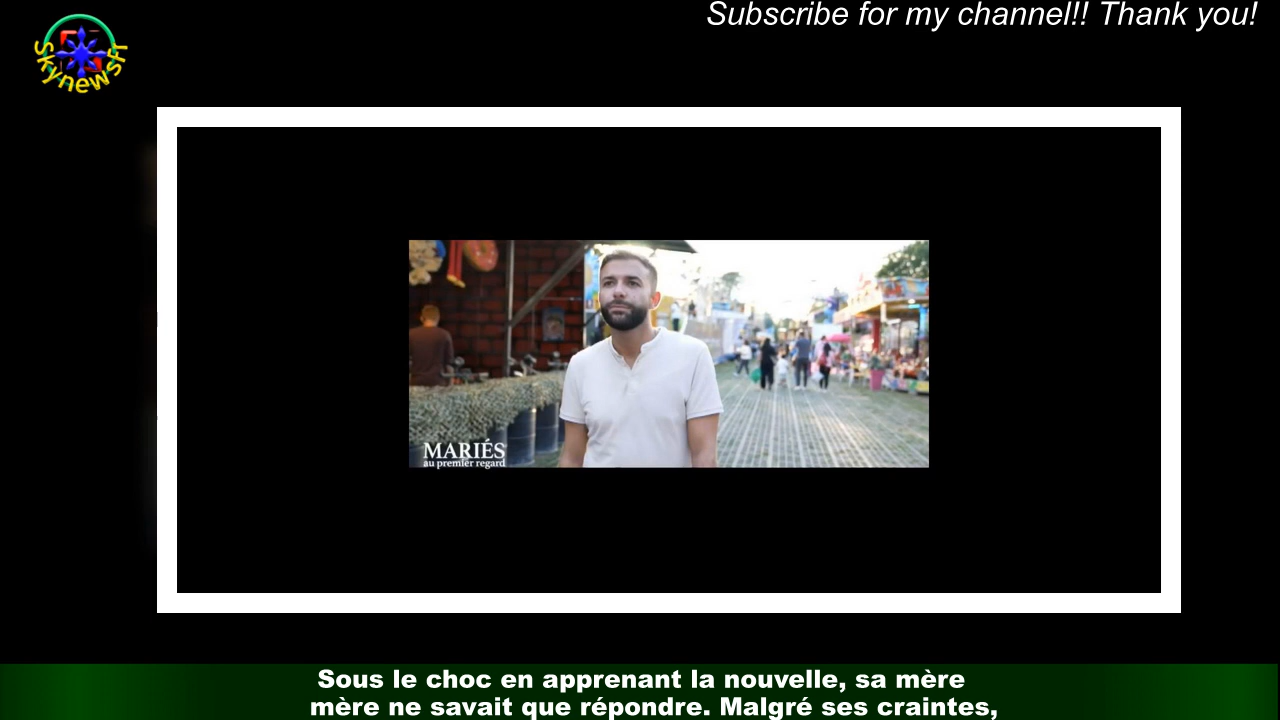 Subscribe for my channel!! Thank you!
Skynewsfr
MARIÉS
au premier regard
Sous le choc en apprenant la nouvelle, sa mère
mère ne savait que répondre. Malgré ses craintes,